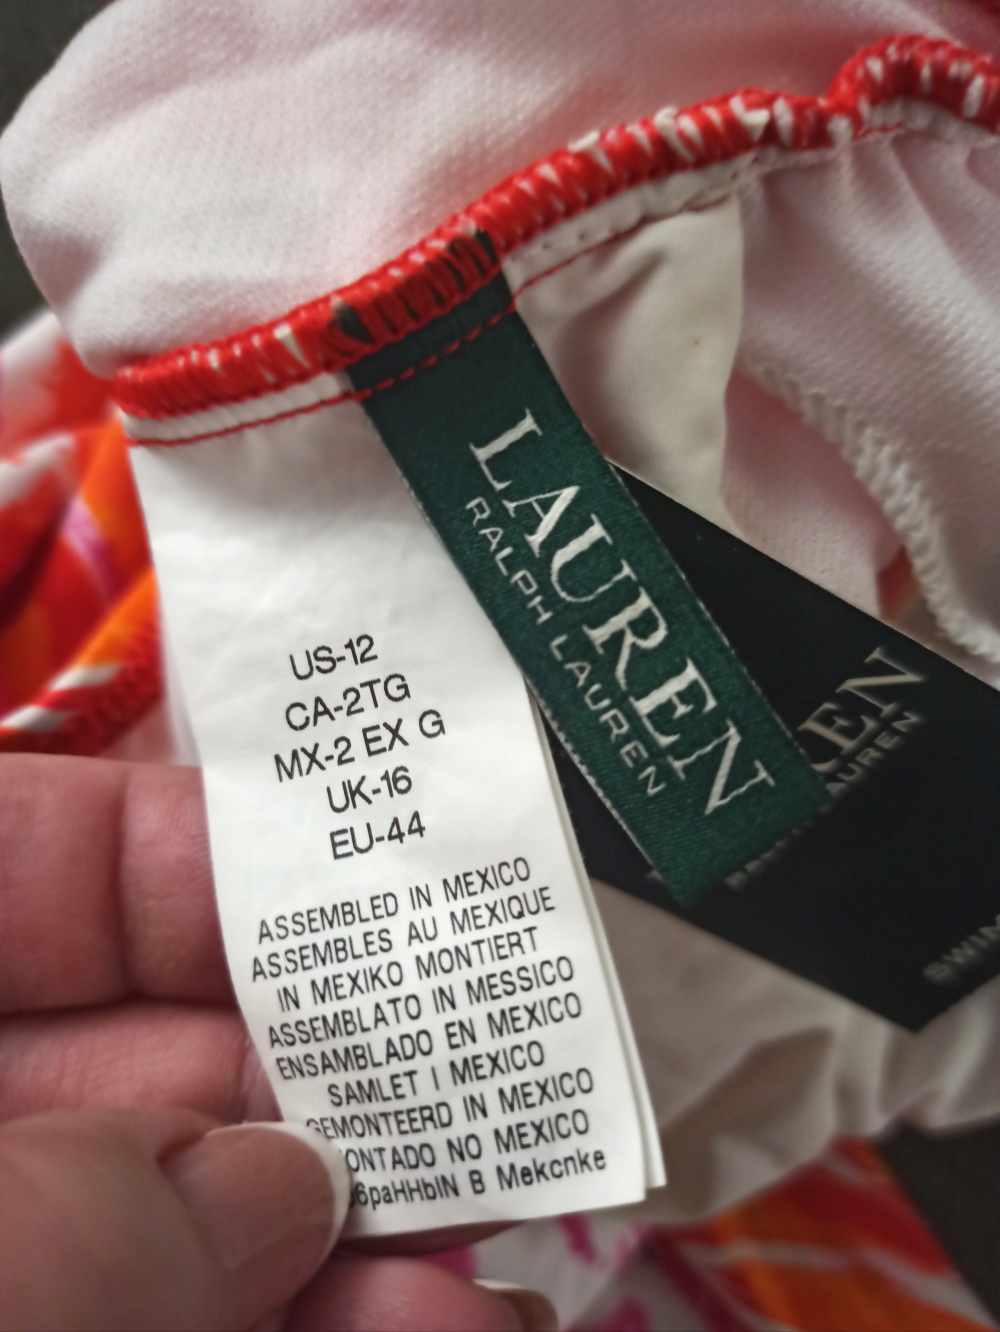 LAUREN
RALPH LAUREN
US-12
CA-2TG
MX-2 EX G
UK-16
EU-44
ASSEMBLED IN MEXICO
ASSEMBLES AU MEXIQUE
IN MEXIKO MONTIERT
ASSEMBLATO IN MESSICO
ENSAMBLADO EN MEXICO
SAMLET I MEXICO
GEMONTEERD IN MEXICO
NO MEXICO
B Mekcnke